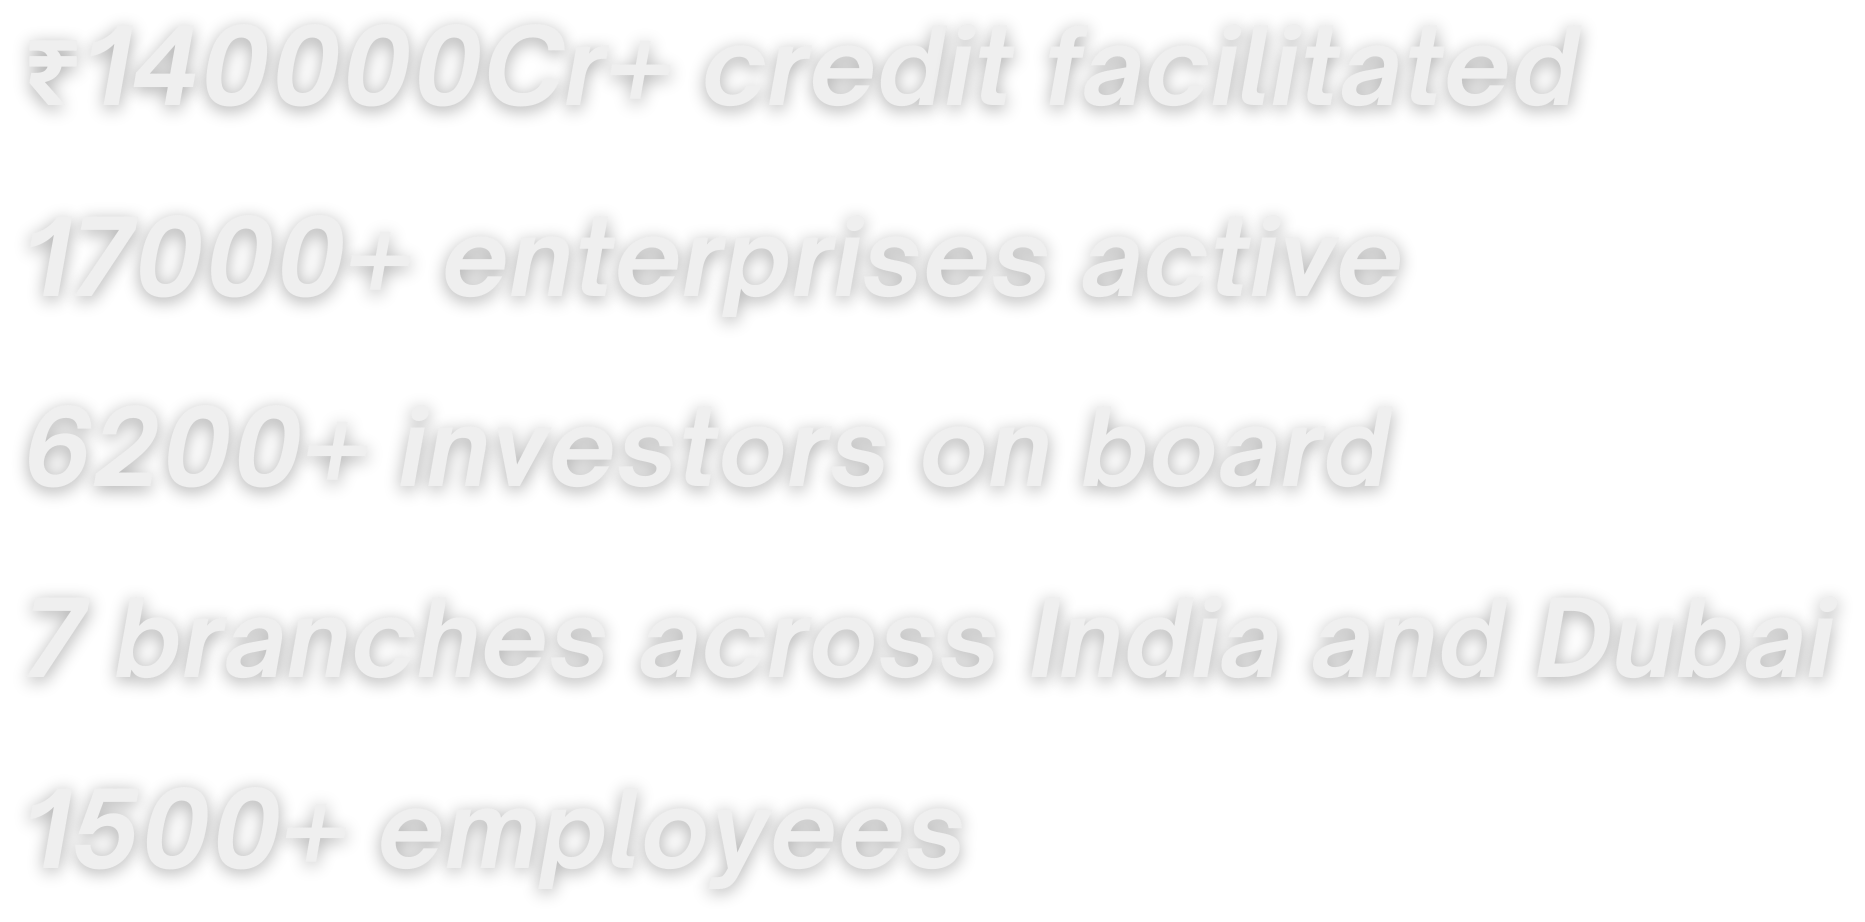 ₹140000Cr+ credit facilitated
17000+ enterprises active
6200+ investors on board
7 branches across India and Dubai
1500+ employees